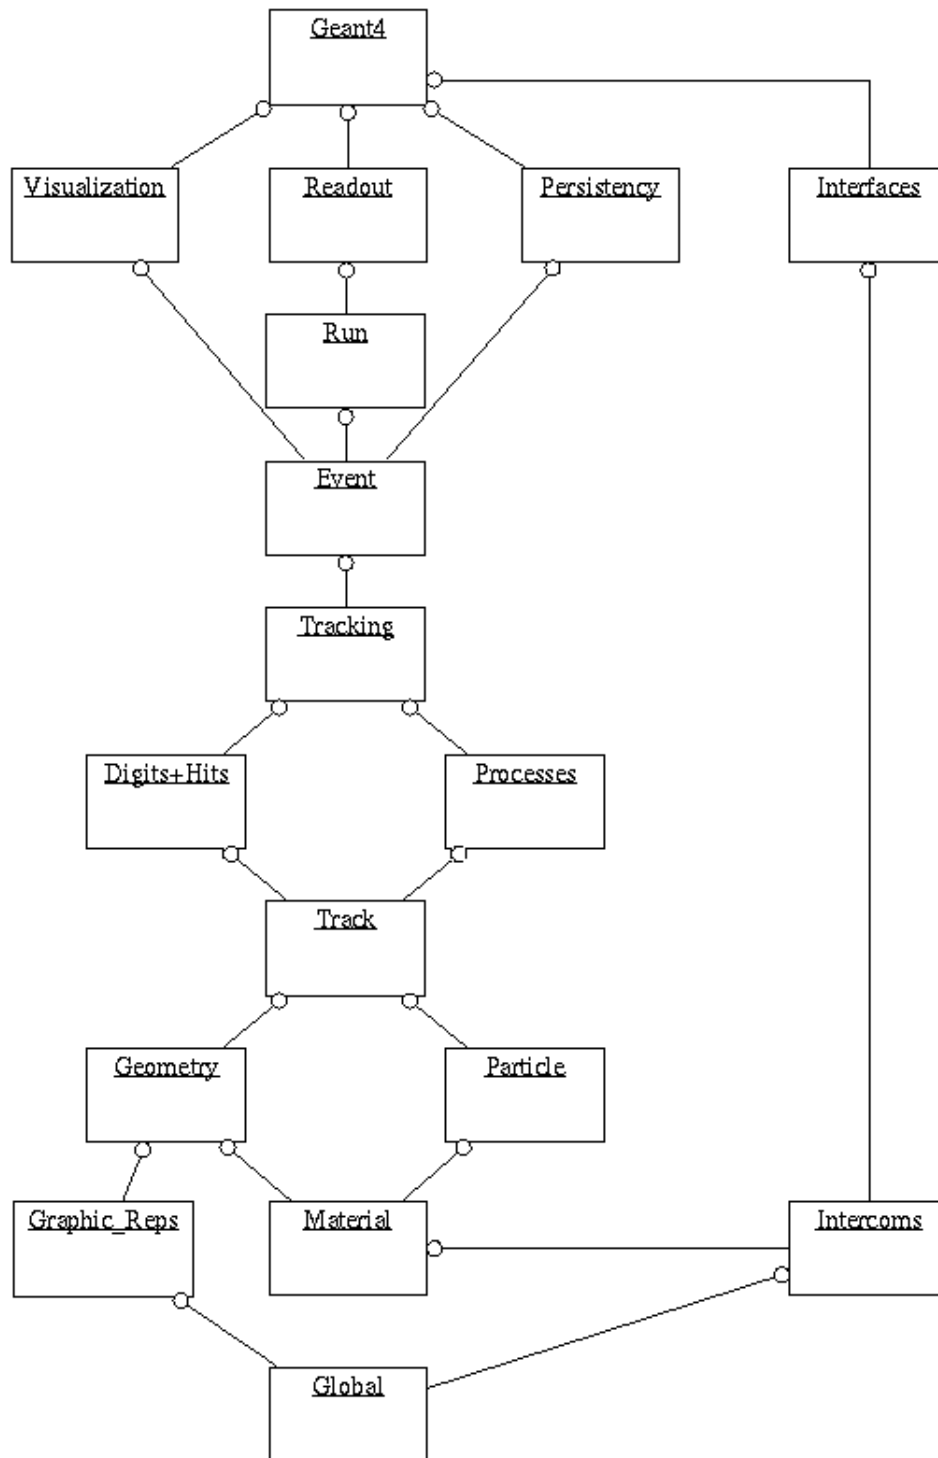 Geant4
Visualization
Readout
Persistency
Interfaces
Run
Event
Tracking
Digits+Hits
Processes
Track
Geometry
Particle
Graphic_Reps
Material
Intercoms
Global